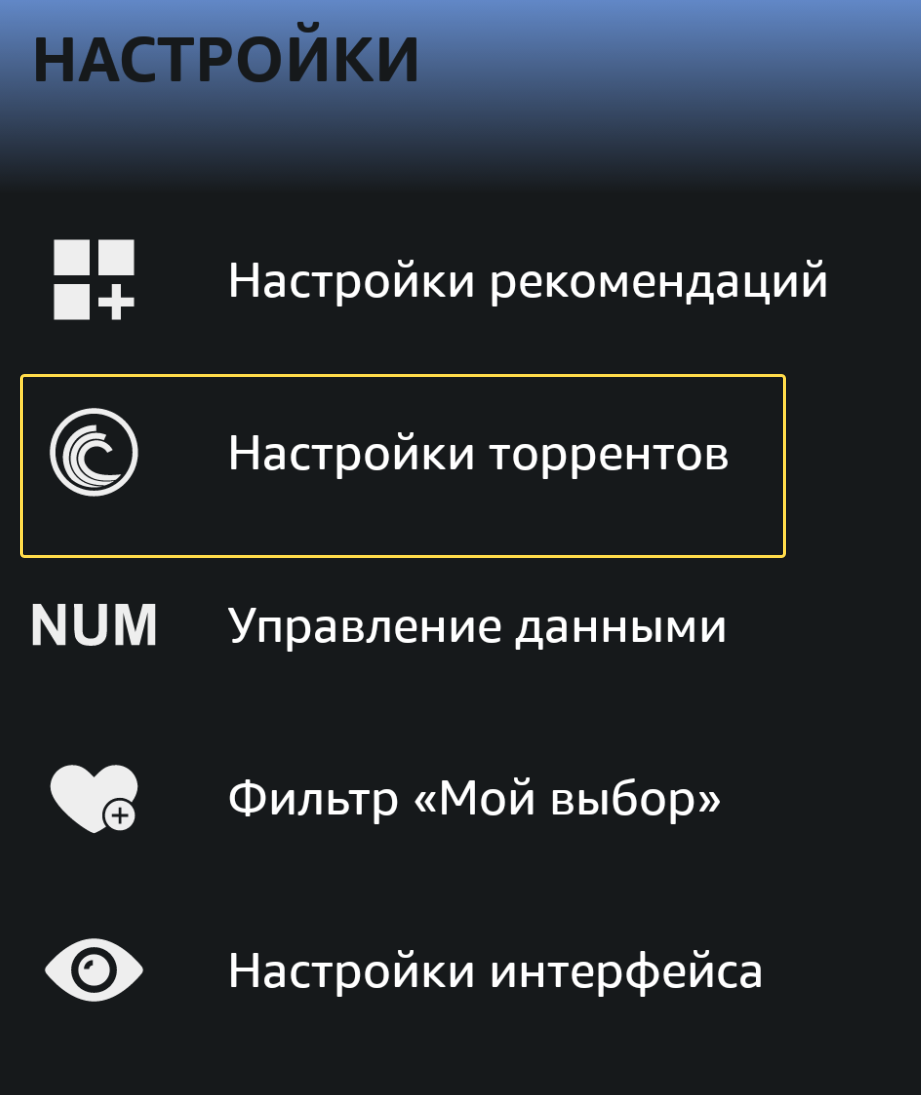 НАСТРОЙКИ
Настройки рекомендаций
Настройки торрентов
NUM
Управление данными
Фильтр «Мой выбор»
Настройки интерфейса